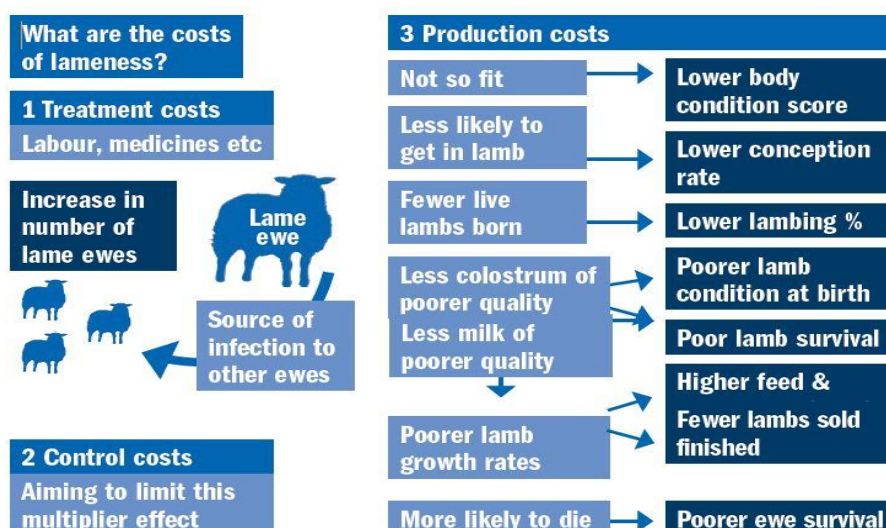 What are the costs
of lameness?
1 Treatment costs
Labour, medicines etc
Increase in
number of
lame ewes
Lame
ewe
Source of
infection to
other ewes
2 Control costs
Aiming to limit this
multiplier effect
3 Production costs
Not so fit
Lower body
condition score
Less likely to
get in lamb
Lower conception
rate
Fewer live
lambs born
Lower lambing %
Less colostrum of
poorer quality
Poorer lamb
condition at birth
Less milk of
poorer quality
Poor lamb survival
Poorer lamb
growth rates
Higher feed &
Fewer lambs sold
finished
More likely to die
Poorer ewe survival